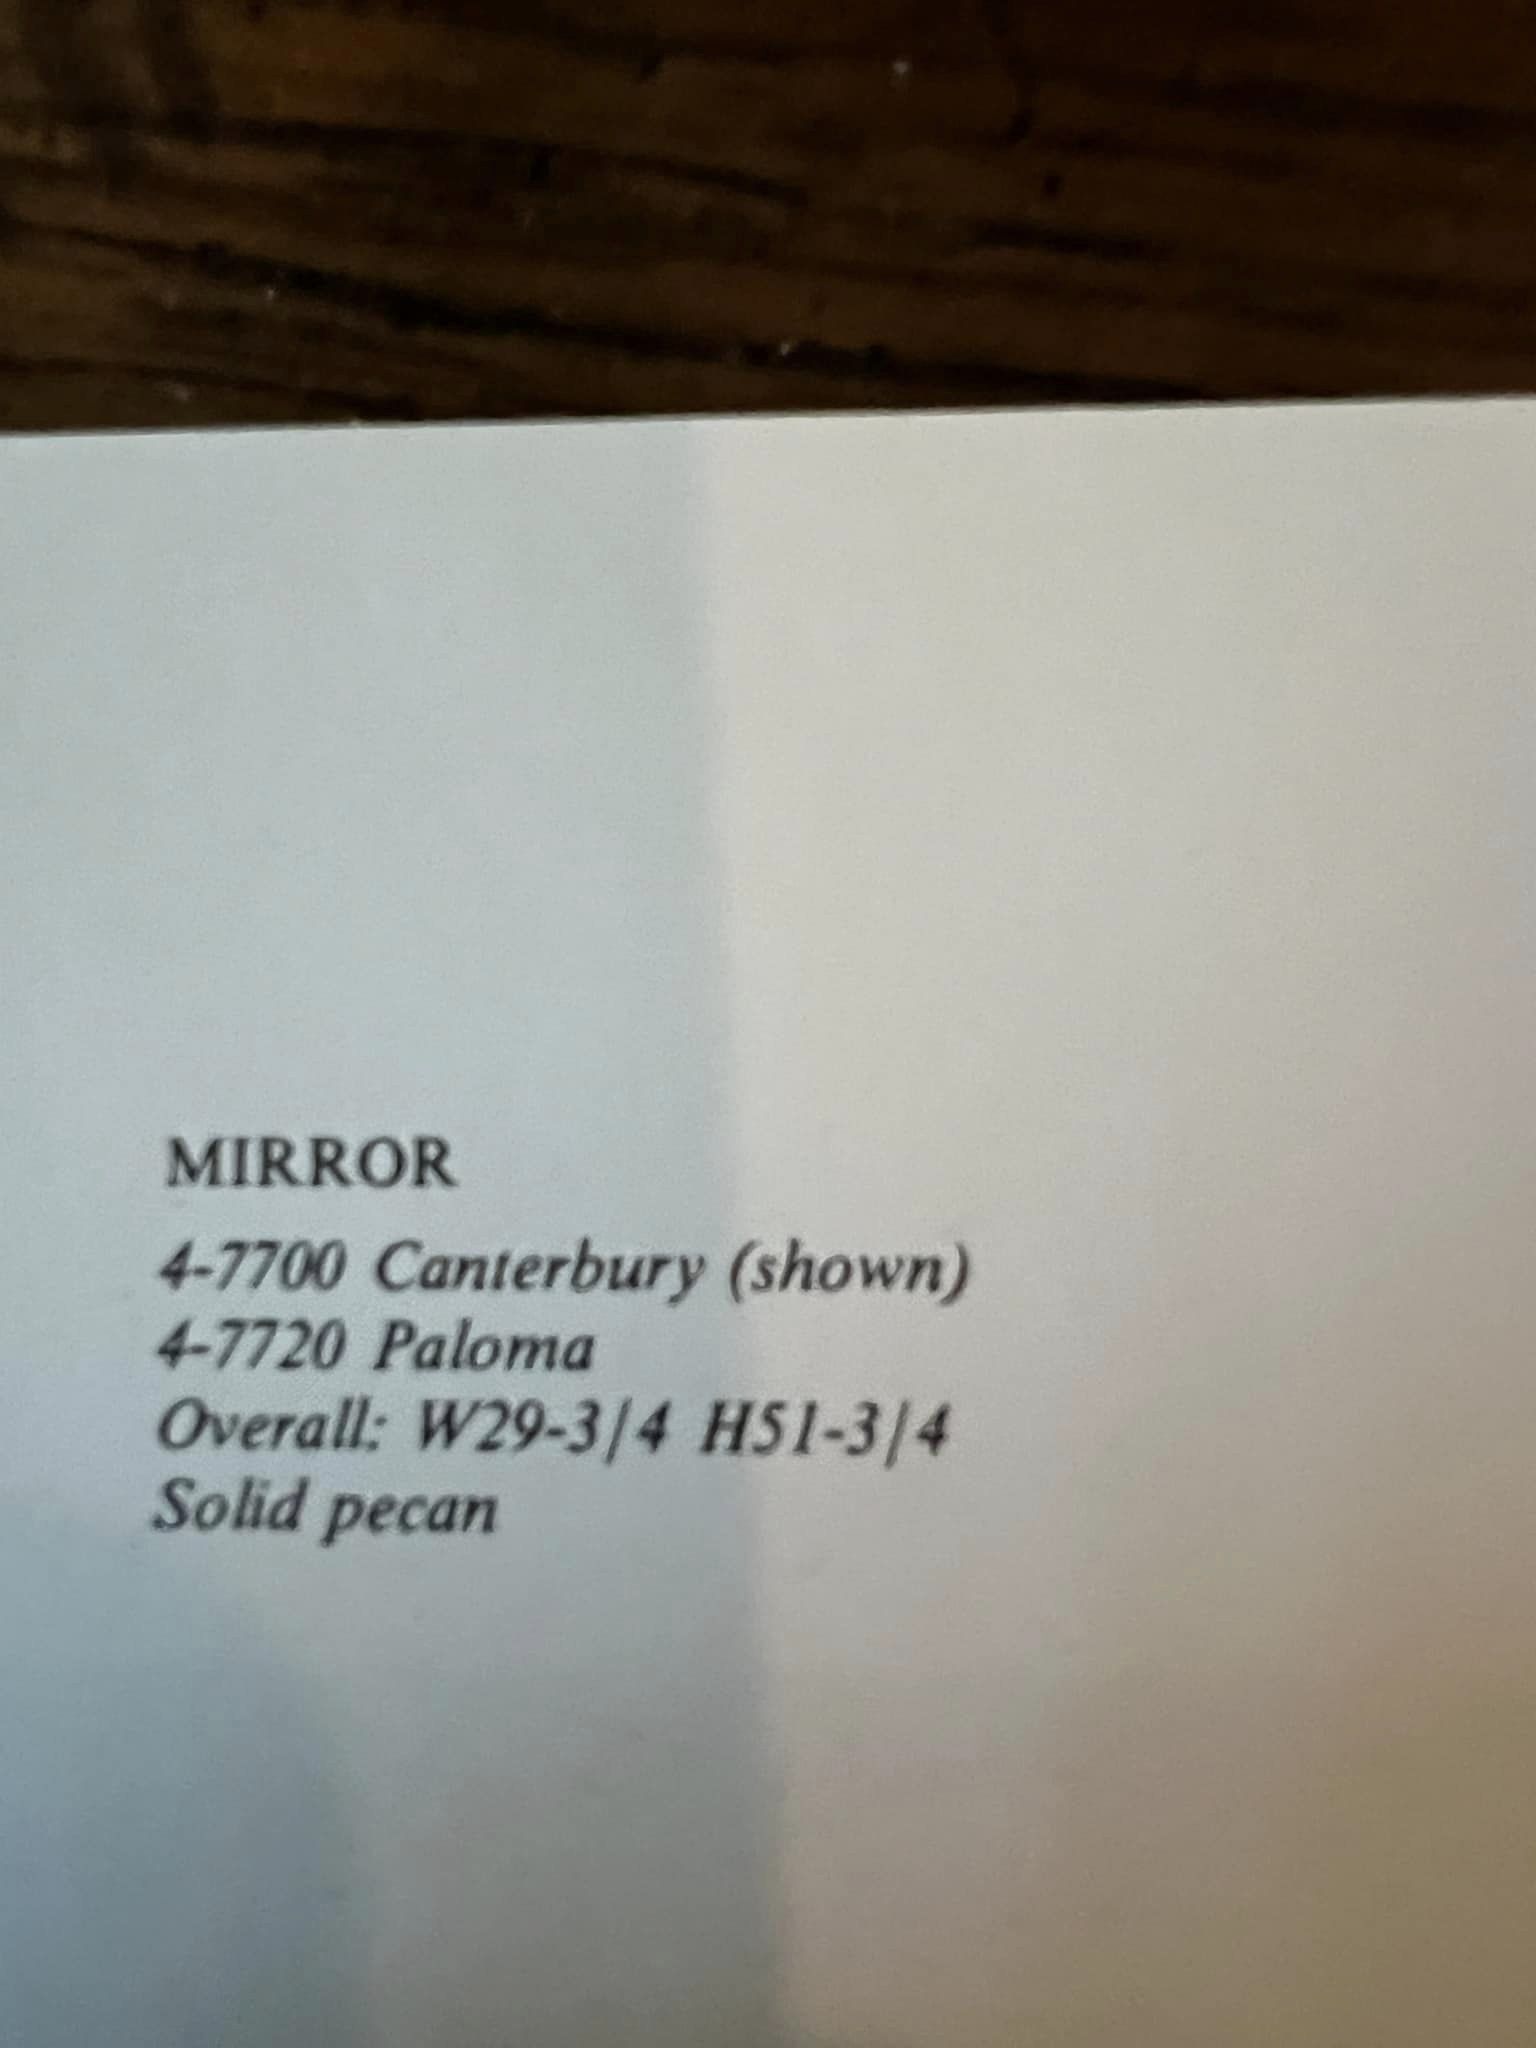 MIRROR
4-7700 Canterbury (shown)
4-7720 Paloma
Overall: W29-3/4 H51-3/4
Solid pecan